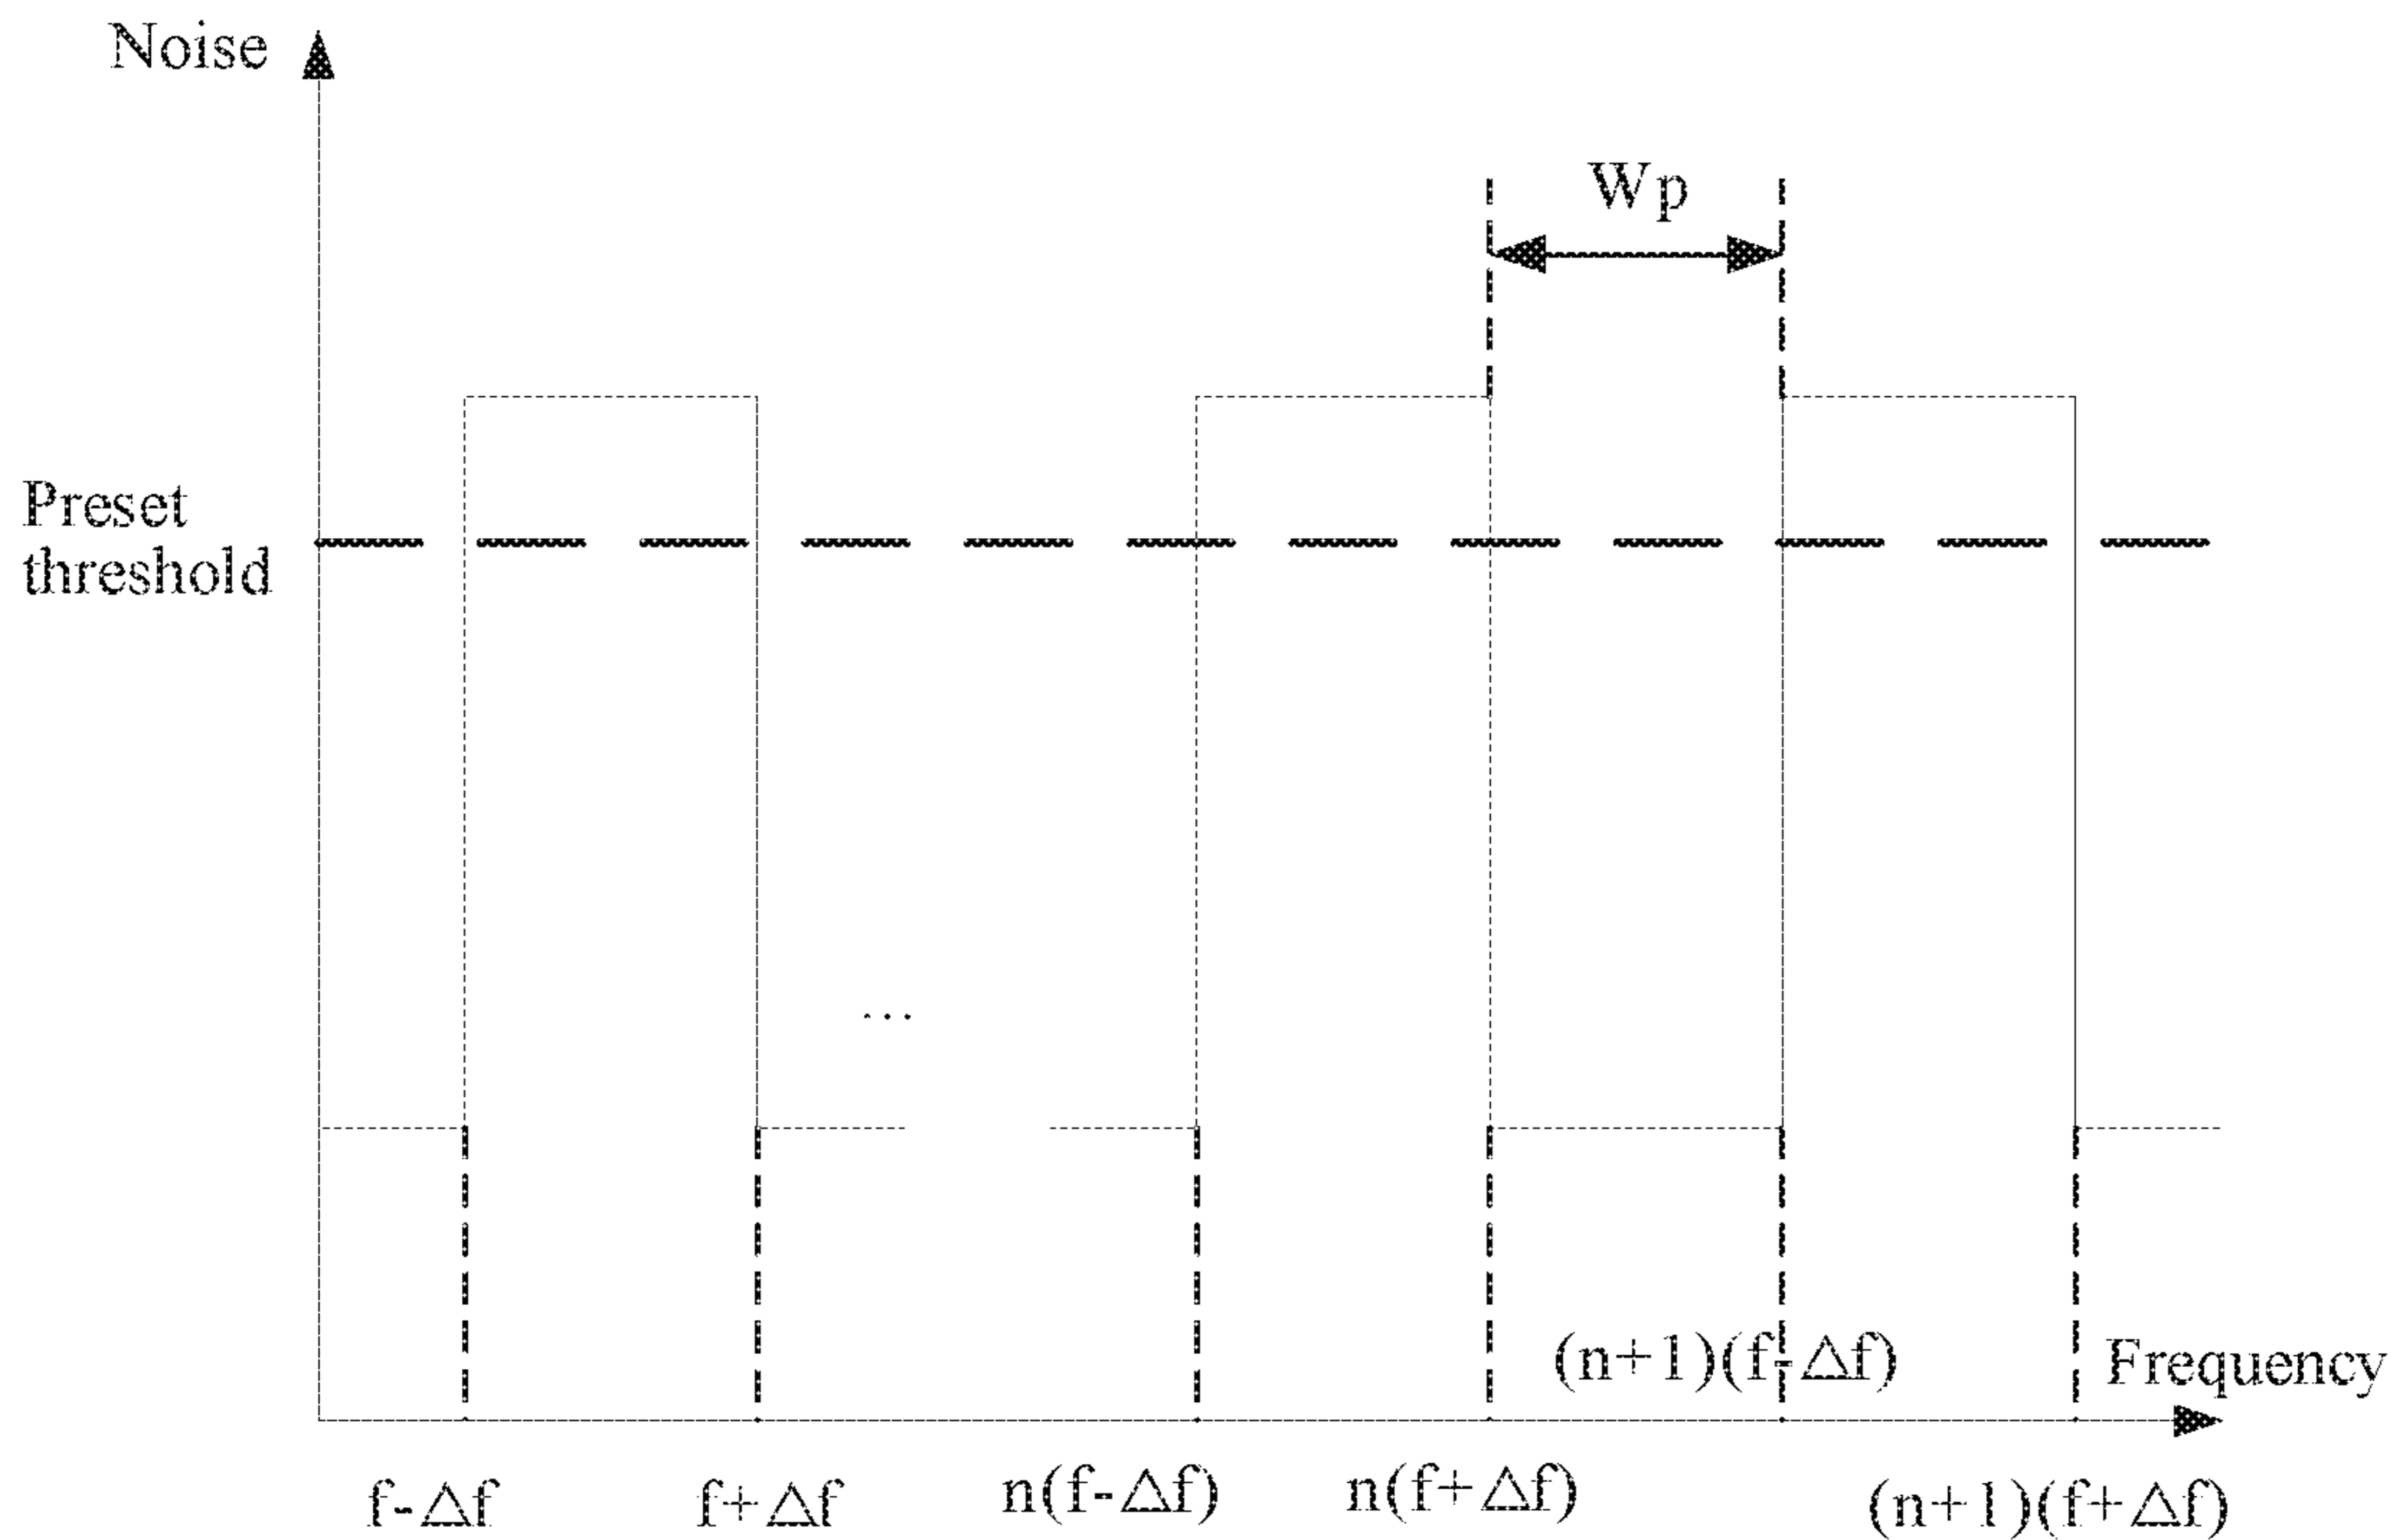 Noise
Wp
Preset
threshold
...
(n+1)(f-Δf)
Frequency
f-Δf
f+Δf
n(f-Δf)
n(f+Δf)
(n+1)(f+Δf)